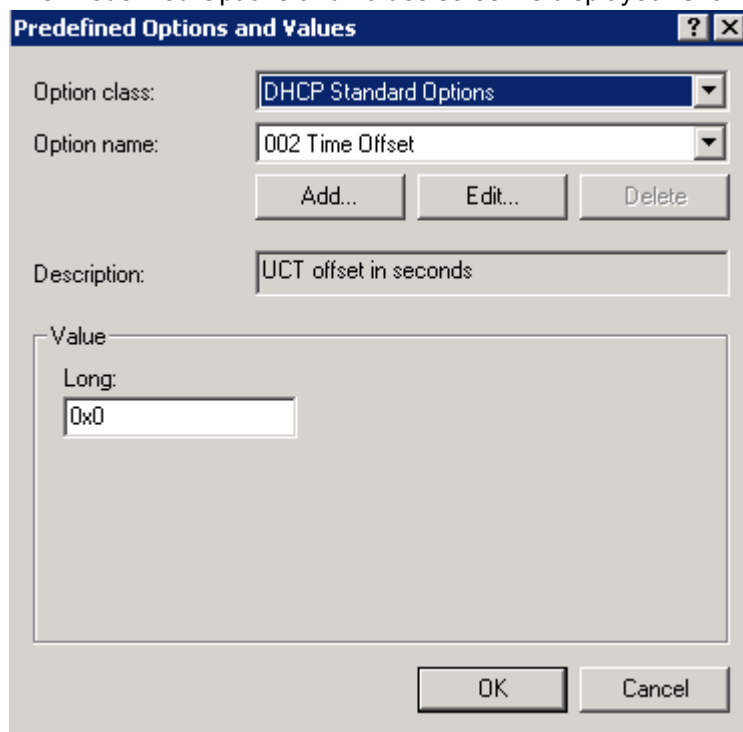 Predefined Options and Values
Option class:
DHCP Standard Options
Option name:
002 Time Offset
Add...
Edit...
Delete
Description:
UCT offset in seconds
Value
Long:
0x0
OK
Cancel